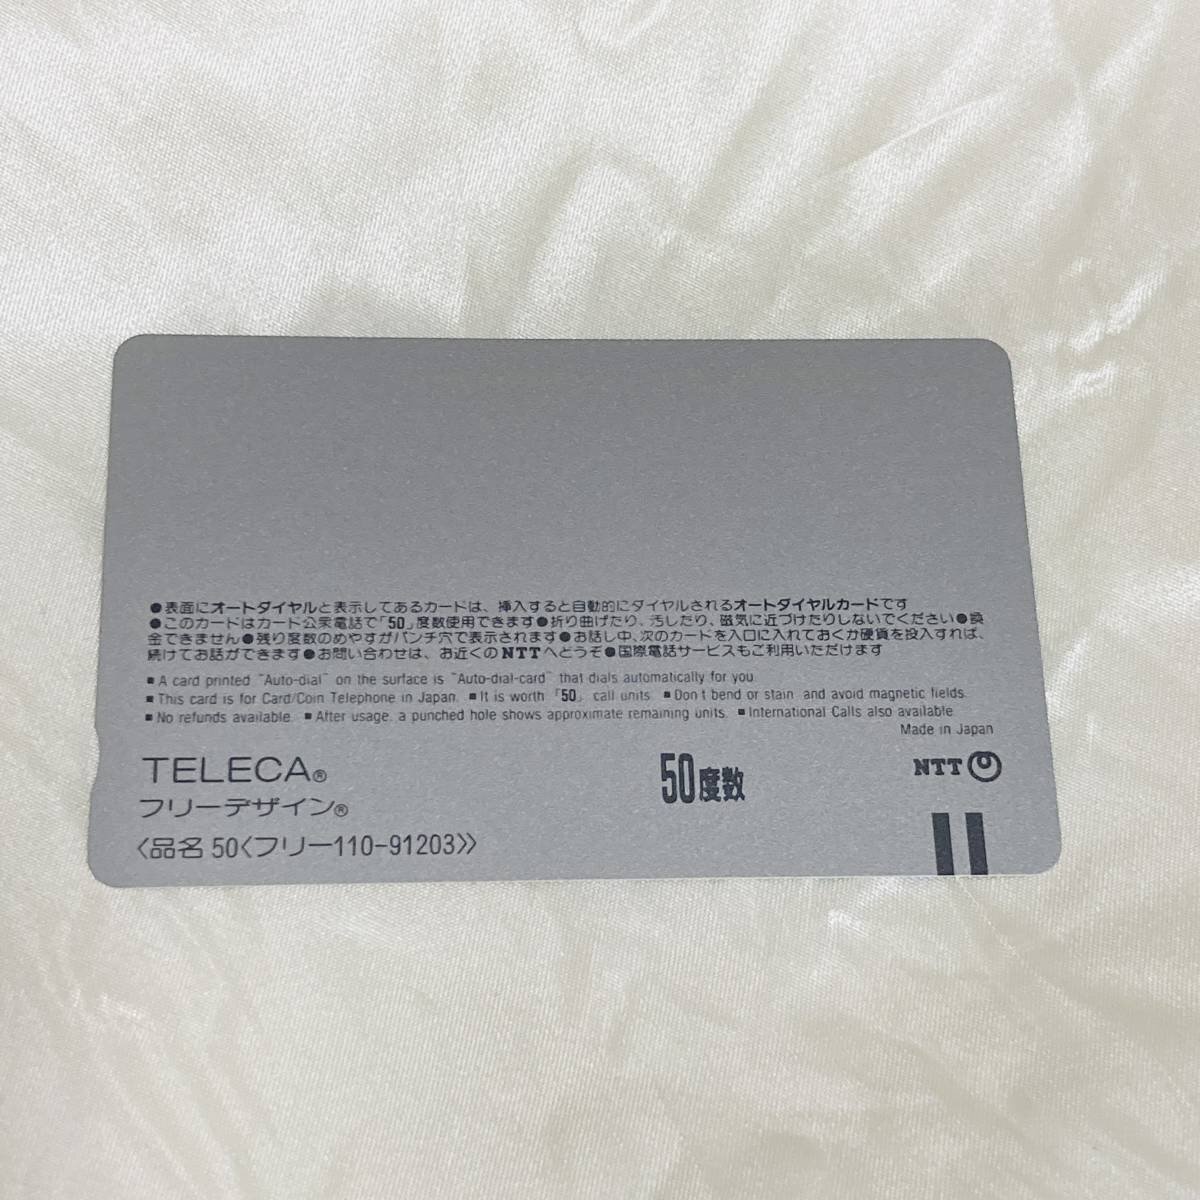 ●表面にオートダイヤルと表示してあるカードは、挿入すると自動的にダイヤルされるオートダイヤルカードです
●このカードはカード公衆電話で「50」度数使用できます●折り曲げたり、汚したり、磁気に近づけたりしないでください●換
金できません●残り度数のめやすがパンチ穴で表示されます●お話し中、次のカードを入口に入れておくか硬貨を投入すれば、
続けてお話ができます●お問い合わせは、お近くのNTTへどうぞ●国際電話サービスもご利用いただけます
■A card printed "Auto-dial" on the surface is "Auto-dial-card" that dials automatically for you.
■This card is for Card/Coin Telephone in Japan. ■It is worth「50」call units. ■Don't bend or stain and avoid magnetic fields.
■No refunds available. ■After usage, a punched hole shows approximate remaining units. ■International Calls also available.
Made in Japan
TELECA®
50度数
NTT
フリーデザイン®
〈品名 50〈フリー110-91203〉〉